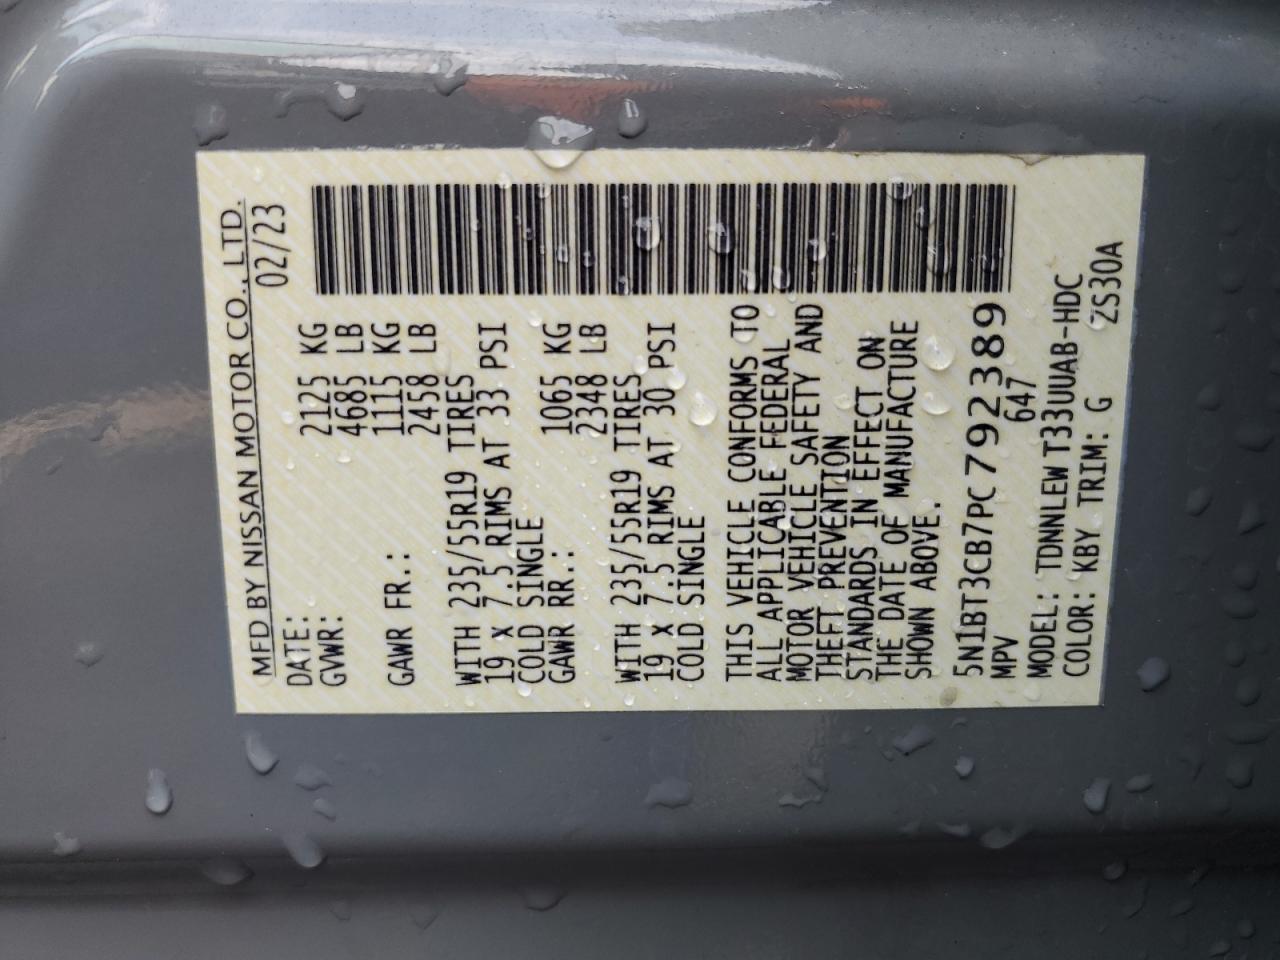 MFD BY NISSAN MOTOR CO., LTD.
DATE: 02/23
GVWR: 2125 KG
4685 LB
GAWR FR.: 1115 KG
2458 LB
WITH 235/55R19 TIRES
19 x 7.5 RIMS AT 33 PSI
COLD SINGLE
GAWR RR.: 1065 KG
2348 LB
WITH 235/55R19 TIRES
19 x 7.5 RIMS AT 30 PSI
COLD SINGLE
THIS VEHICLE CONFORMS TO
ALL APPLICABLE FEDERAL
MOTOR VEHICLE SAFETY AND
THEFT PREVENTION
STANDARDS IN EFFECT ON
THE DATE OF MANUFACTURE
SHOWN ABOVE.
5N1BT3CB7PC792389
MPV 647
MODEL: TDNNLEW T33UUAB-HDC
COLOR: KBY TRIM: G ZS30A